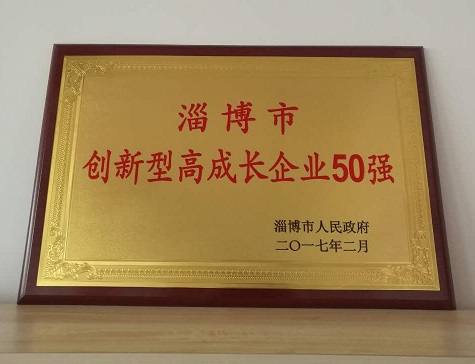 淄博市
创新型高成长企业50强
淄博市人民政府
二〇一七年二月